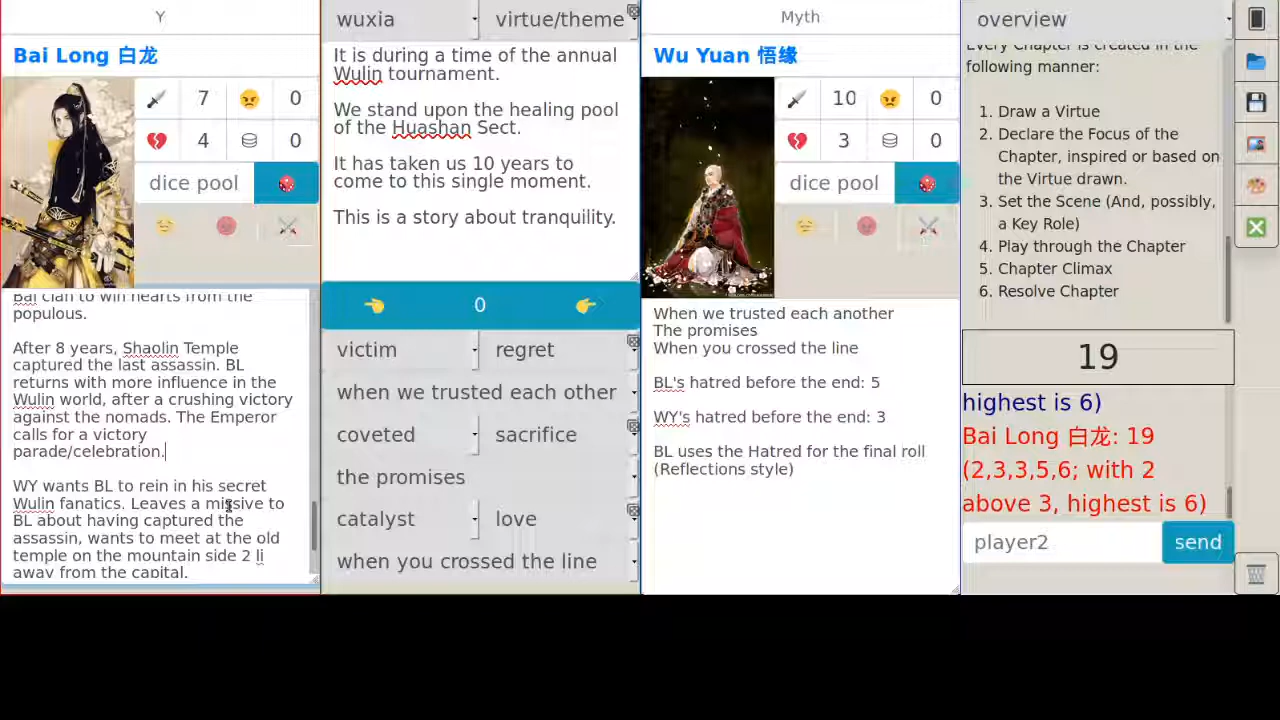 Y
Bai Long 白龙
7
0
4
0
dice pool
Bai clan to win hearts from the
populous.
After 8 years, Shaolin Temple
captured the last assassin. BL
returns with more influence in the
Wulin world, after a crushing victory
against the nomads. The Emperor
calls for a victory
parade/celebration.
WY wants BL to rein in his secret
Wulin fanatics. Leaves a missive to
BL about having captured the
assassin, wants to meet at the old
temple on the mountain side 2 li
away from the capital.
wuxia
virtue/theme
It is during a time of the annual
Wulin tournament.
We stand upon the healing pool
of the Huashan Sect.
It has taken us 10 years to
come to this single moment.
This is a story about tranquility.
0
victim
regret
when we trusted each other
coveted
sacrifice
the promises
catalyst
love
when you crossed the line
Myth
Wu Yuan 悟缘
10
0
3
0
dice pool
When we trusted each another
The promises
When you crossed the line
BL's hatred before the end: 5
WY's hatred before the end: 3
BL uses the Hatred for the final roll
(Reflections style)
overview
Every Chapter is created in the
following manner:
1. Draw a Virtue
2. Declare the Focus of the
Chapter, inspired or based on
the Virtue drawn.
3. Set the Scene (And, possibly,
a Key Role)
4. Play through the Chapter
5. Chapter Climax
6. Resolve Chapter
19
highest is 6)
Bai Long 白龙: 19
(2,3,3,5,6; with 2
above 3, highest is 6)
player2
send